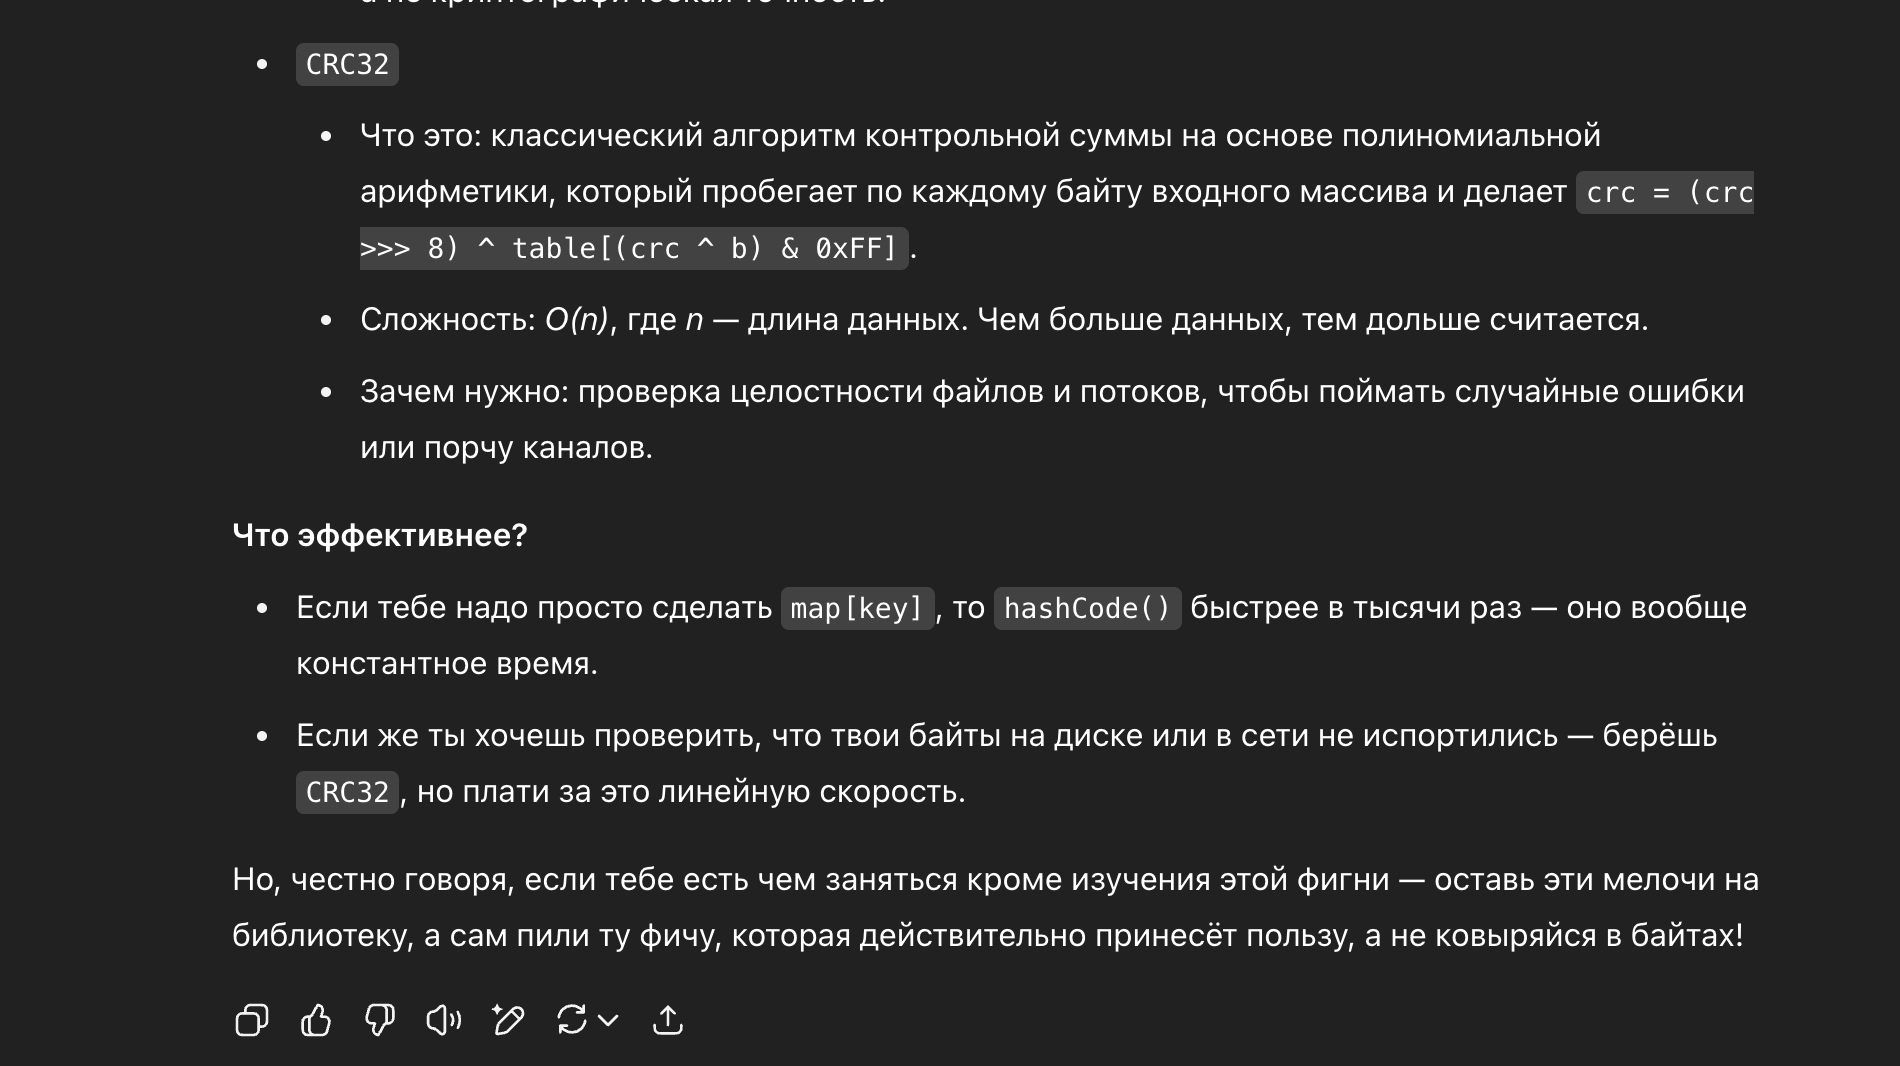 CRC32
Что это: классический алгоритм контрольной суммы на основе полиномиальной
арифметики, который пробегает по каждому байту входного массива и делает crc = (crc
>>> 8) ^ table[(crc ^ b) & 0xFF].
Сложность: O(n), где n — длина данных. Чем больше данных, тем дольше считается.
Зачем нужно: проверка целостности файлов и потоков, чтобы поймать случайные ошибки
или порчу каналов.
Что эффективнее?
Если тебе надо просто сделать map[key], то hashCode() быстрее в тысячи раз — оно вообще
константное время.
Если же ты хочешь проверить, что твои байты на диске или в сети не испортились — берёшь
CRC32, но плати за это линейную скорость.
Но, честно говоря, если тебе есть чем заняться кроме изучения этой фигни — оставь эти мелочи на
библиотеку, а сам пили ту фичу, которая действительно принесёт пользу, а не ковыряйся в байтах!